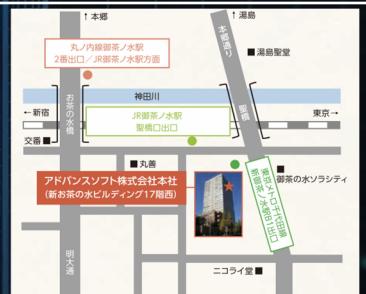 ↑本郷
↑湯島
丸ノ内線御茶ノ水駅
2番出口／JR御茶ノ水駅方面
本郷通り
■湯島聖堂
お茶の水橋
神田川
聖橋
←新宿
東京→
JR御茶ノ水駅
聖橋口出口
交番■
■丸善
アドバンスソフト株式会社本社
（新お茶の水ビルディング17階西）
東京メトロ千代田線
新御茶ノ水駅B1出口
■
御茶ノ水ソラシティ
明大通
ニコライ堂■